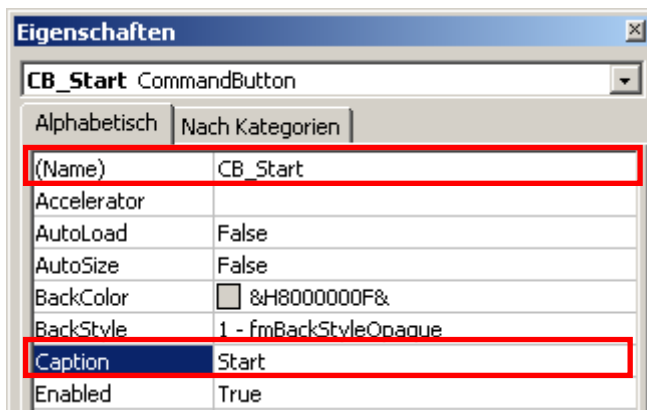 Eigenschaften
CB_Start CommandButton
Alphabetisch Nach Kategorien
(Name) CB_Start
Accelerator
AutoLoad False
AutoSize False
BackColor &H8000000F&
BackStyle 1 - fmBackStyleOpaque
Caption Start
Enabled True